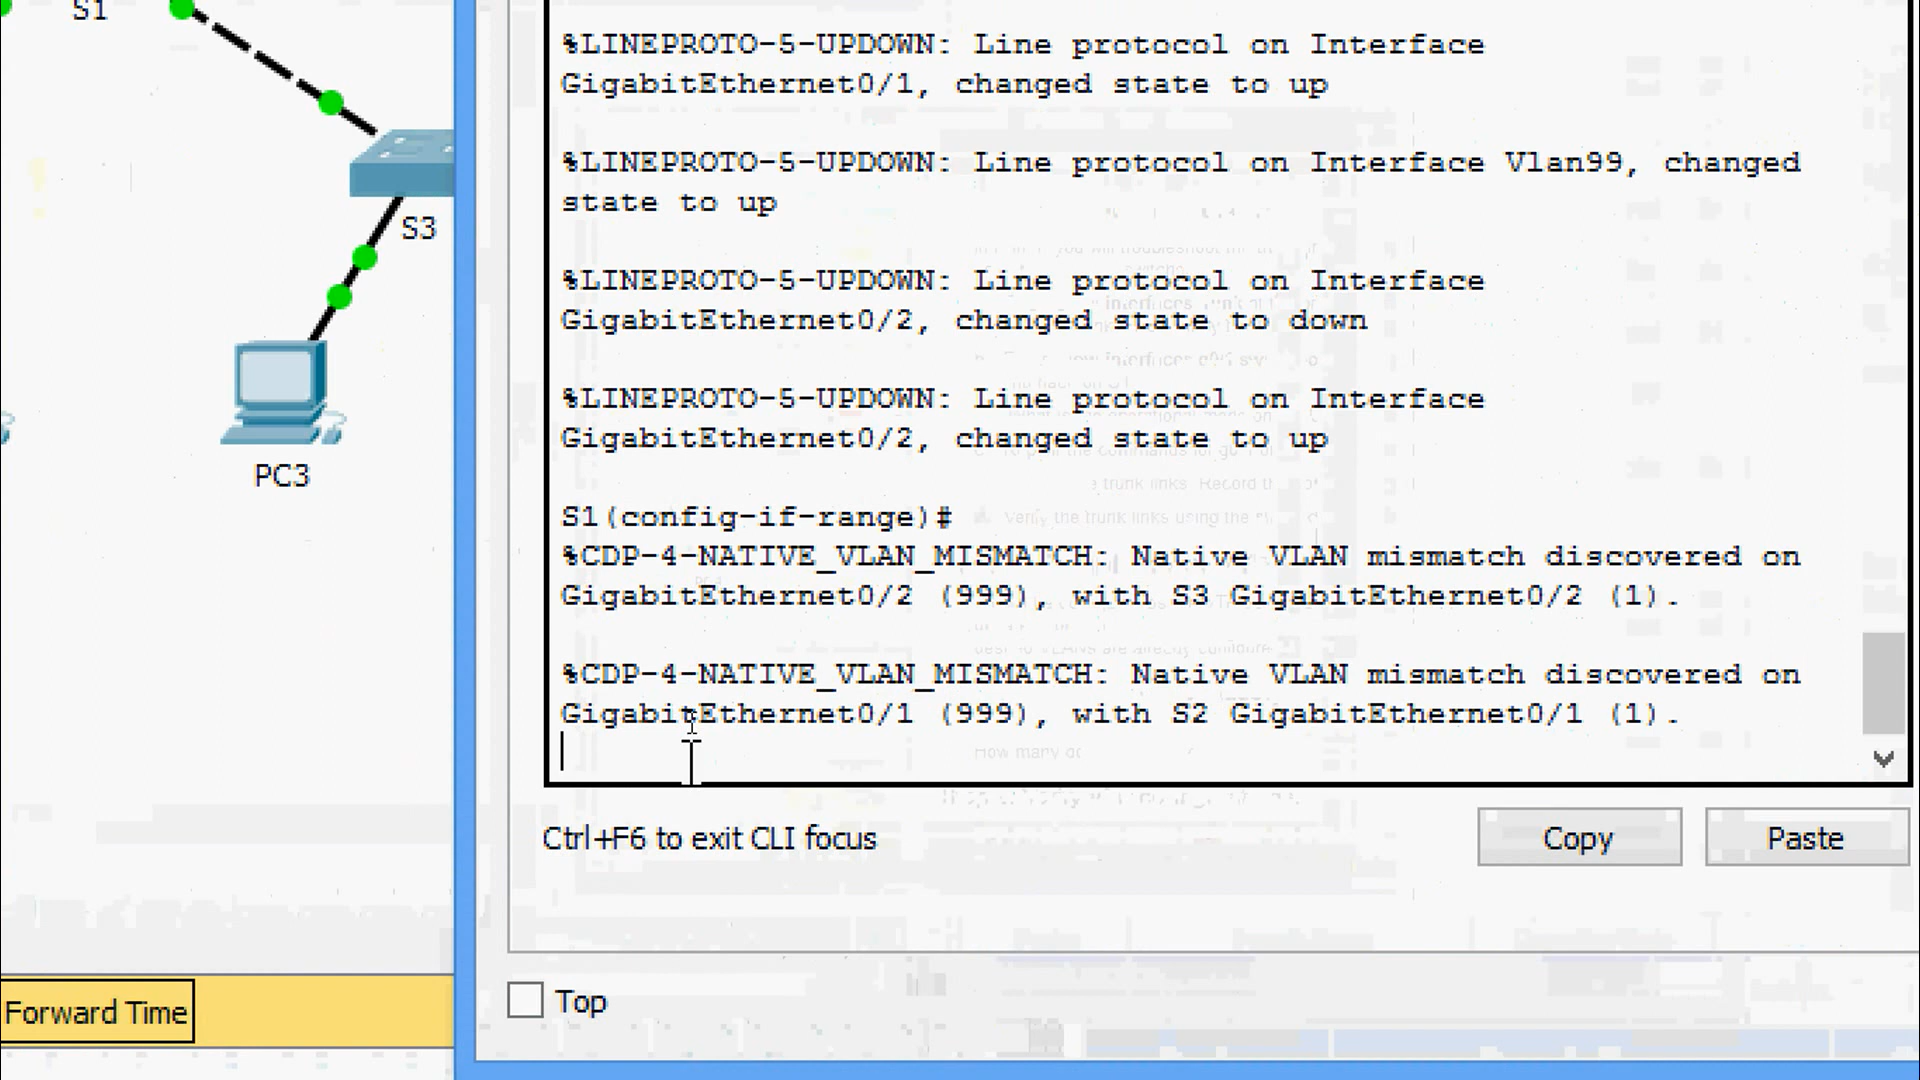 S1
S3
PC3
%LINEPROTO-5-UPDOWN: Line protocol on Interface
GigabitEthernet0/1, changed state to up
%LINEPROTO-5-UPDOWN: Line protocol on Interface Vlan99, changed
state to up
%LINEPROTO-5-UPDOWN: Line protocol on Interface
GigabitEthernet0/2, changed state to down
%LINEPROTO-5-UPDOWN: Line protocol on Interface
GigabitEthernet0/2, changed state to up
S1(config-if-range)#
%CDP-4-NATIVE_VLAN_MISMATCH: Native VLAN mismatch discovered on
GigabitEthernet0/2 (999), with S3 GigabitEthernet0/2 (1).
%CDP-4-NATIVE_VLAN_MISMATCH: Native VLAN mismatch discovered on
GigabitEthernet0/1 (999), with S2 GigabitEthernet0/1 (1).
Ctrl+F6 to exit CLI focus
Copy
Paste
Top
Forward Time